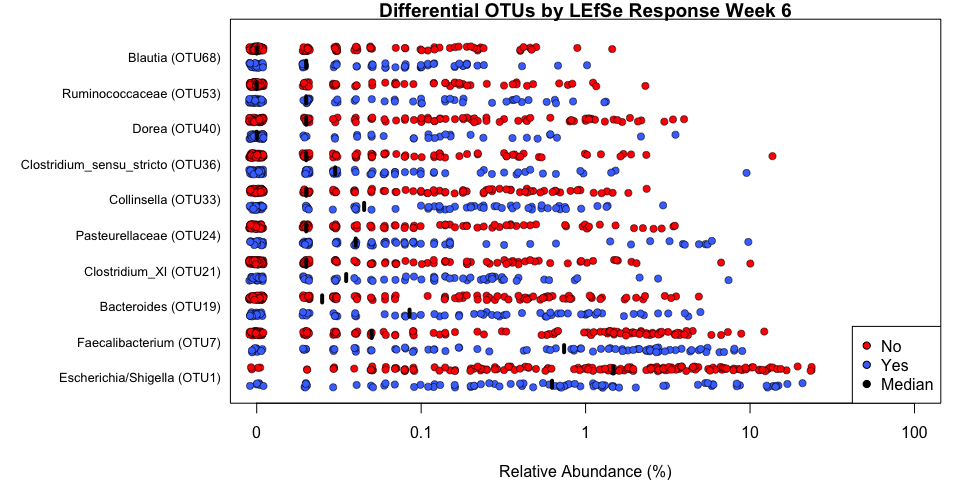 Differential OTUs by LEfSe Response Week 6
Blautia (OTU68)
Ruminococcaceae (OTU53)
Dorea (OTU40)
Clostridium_sensu_stricto (OTU36)
Collinsella (OTU33)
Pasteurellaceae (OTU24)
Clostridium_XI (OTU21)
Bacteroides (OTU19)
Faecalibacterium (OTU7)
Escherichia/Shigella (OTU1)
No
Yes
Median
0 0.1 1 10 100
Relative Abundance (%)